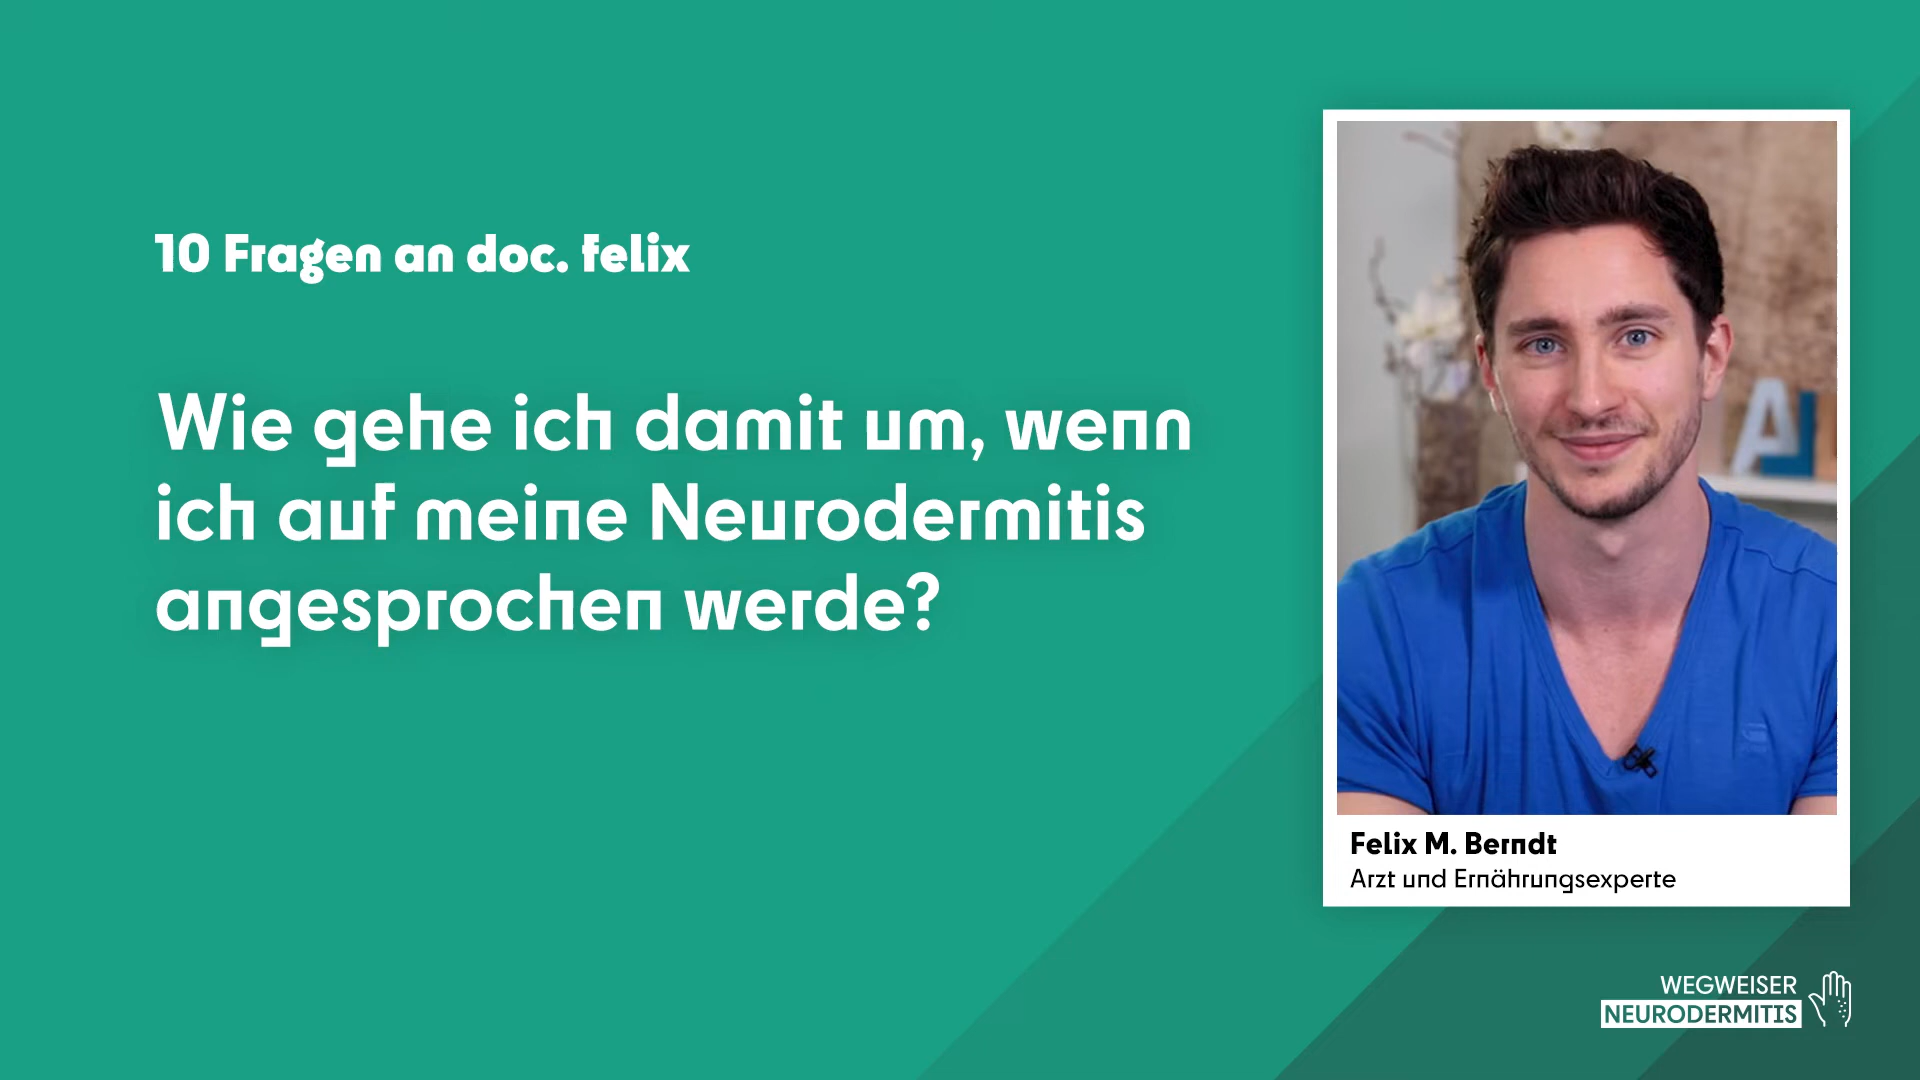 10 Fragen an doc. felix
Wie gehe ich damit um, wenn
ich auf meine Neurodermitis
angesprochen werde?
AL
Felix M. Berndt
Arzt und Ernährungsexperte
WEGWEISER
NEURODERMITIS